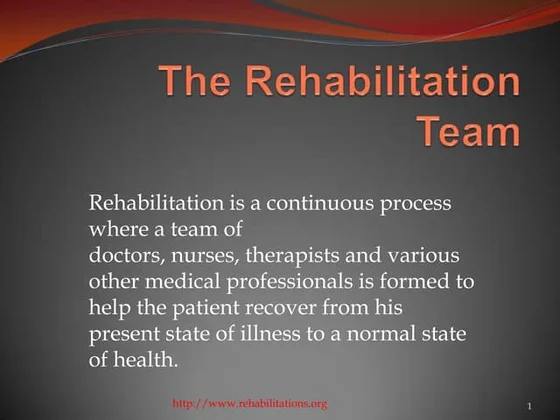 The Rehabilitation
Team
Rehabilitation is a continuous process
where a team of
doctors, nurses, therapists and various
other medical professionals is formed to
help the patient recover from his
present state of illness to a normal state
of health.
http://www.rehabilitations.org
1